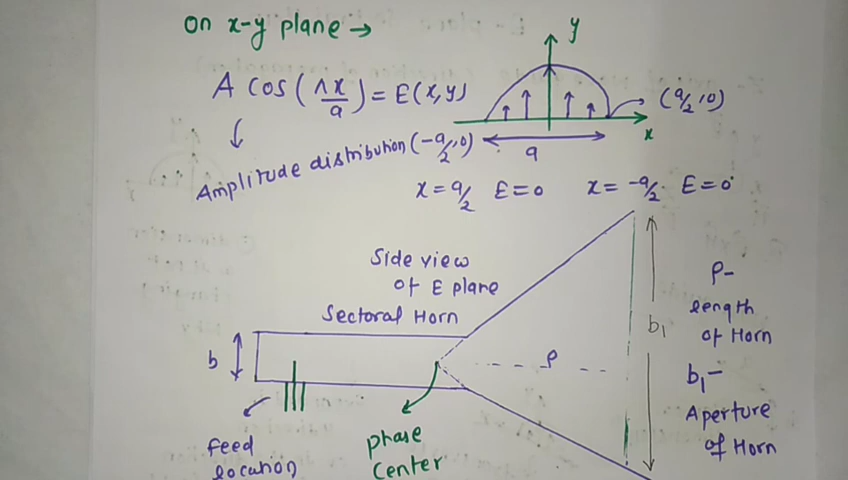 On x-y plane →
A cos(πx/a) = E(x,y)
y
(a/2,0)
x
Amplitude distribution
(-a/2,0)
a
x = a/2 E=0 x = -a/2 E=0
Side view
of E plane
Sectoral Horn
b
ρ
b₁
ρ-
length
of Horn
b₁-
Aperture
of Horn
feed
location
phase
center